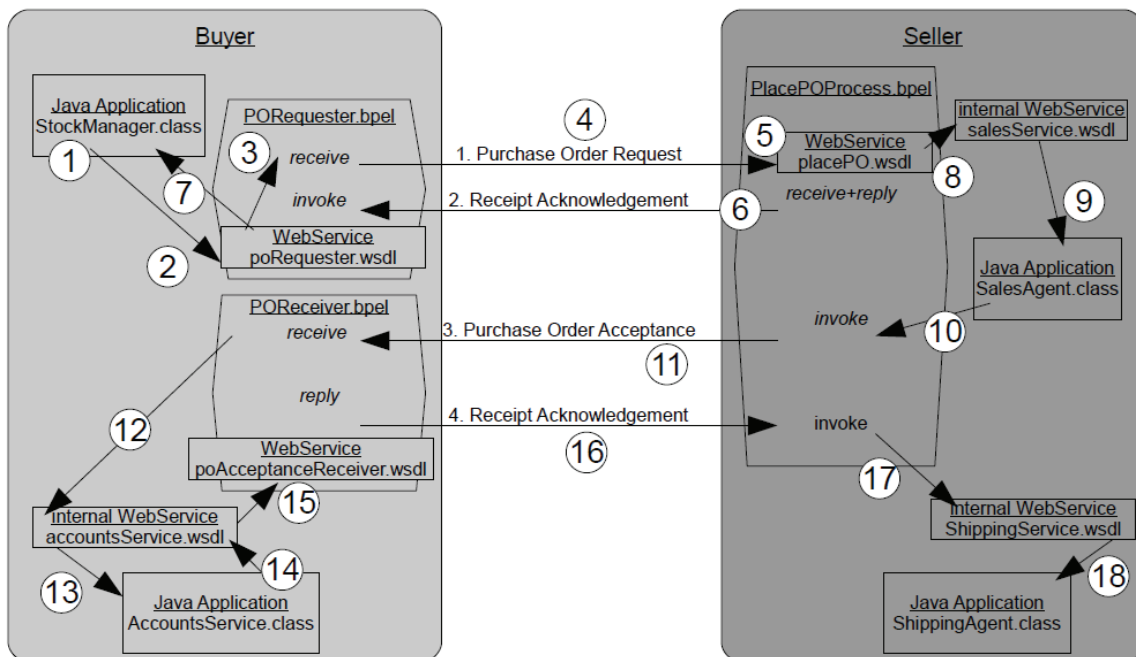 Buyer
Java Application
StockManager.class
1
2
3
7
PORequester.bpel
receive
invoke
WebService
poRequester.wsdl
POReceiver.bpel
receive
reply
WebService
poAcceptanceReceiver.wsdl
12
15
internal WebService
accountsService.wsdl
13
14
Java Application
AccountsService.class
4
1. Purchase Order Request
2. Receipt Acknowledgement
3. Purchase Order Acceptance
11
4. Receipt Acknowledgement
16
Seller
PlacePOProcess.bpel
5
WebService
placePO.wsdl
8
6
receive+reply
internal WebService
salesService.wsdl
9
Java Application
SalesAgent.class
invoke
10
invoke
17
internal WebService
ShippingService.wsdl
18
Java Application
ShippingAgent.class